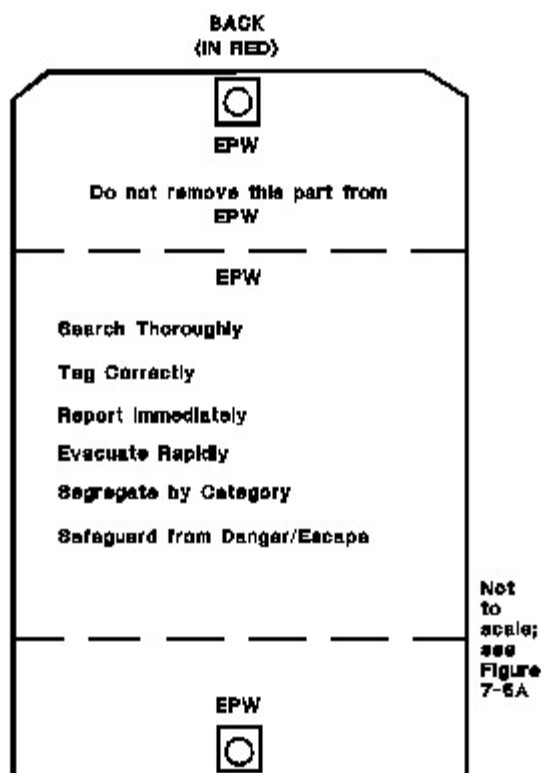 BACK
(IN RED)
EPW
Do not remove this part from
EPW
EPW
Search Thoroughly
Tag Correctly
Report Immediately
Evacuate Rapidly
Segregate by Category
Safeguard from Danger/Escape
Not
to
scale;
see
Figure
7-6A
EPW